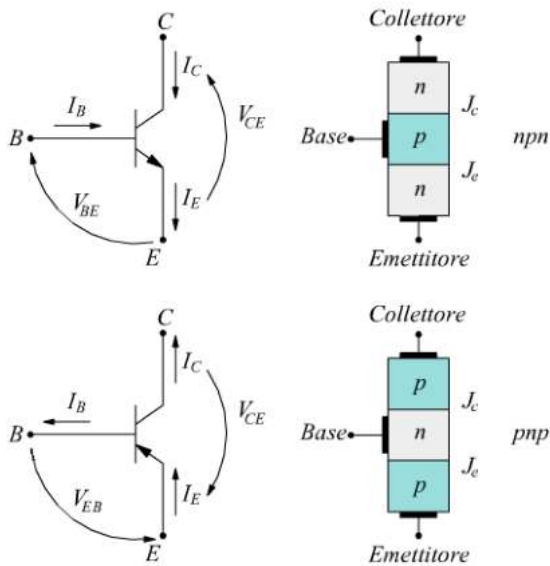 C
Collettore
I_C
n
I_B
V_CE
J_c
B
Base
p
npn
I_E
J_e
V_BE
n
E
Emettitore
C
Collettore
I_C
p
I_B
V_CE
J_c
B
Base
n
pnp
I_E
J_e
V_EB
p
E
Emettitore